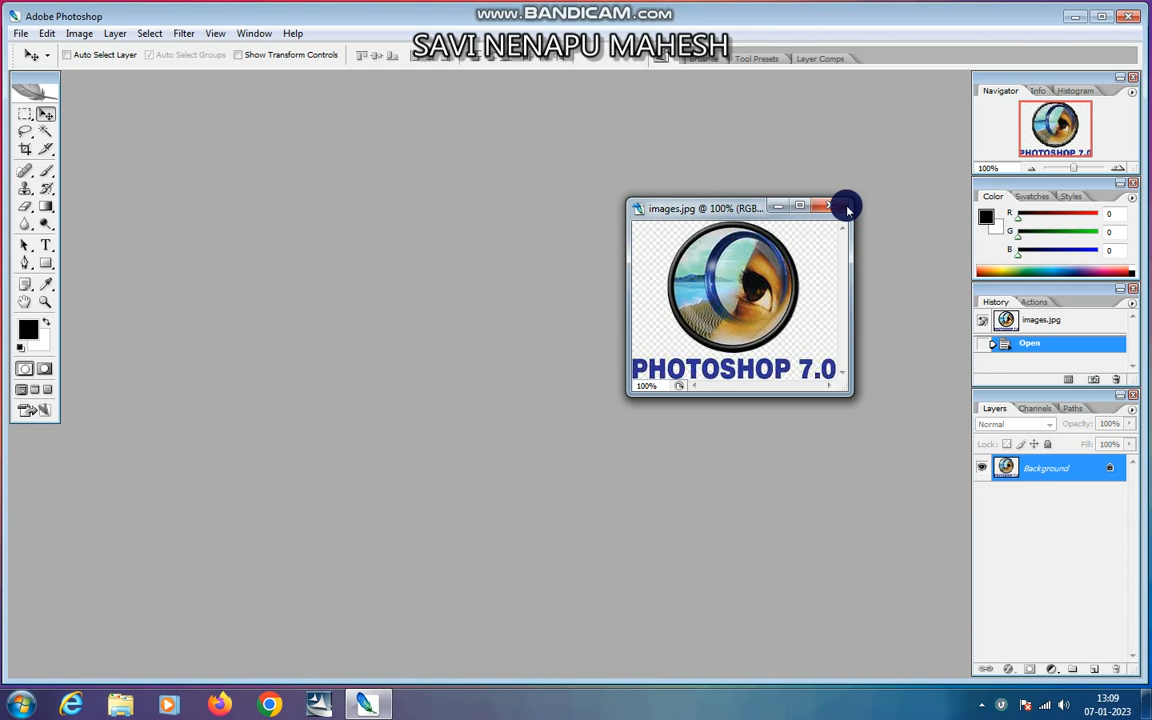 Adobe Photoshop
www.BANDICAM.com
File Edit Image Layer Select Filter View Window Help
SAVI NENAPU MAHESH
Auto Select Layer Auto Select Groups Show Transform Controls
Brushes Tool Presets Layer Comps
Navigator Info Histogram
PHOTOSHOP 7.0
100%
Color Swatches Styles
R 0
G 0
B 0
images.jpg @ 100% (RGB...
PHOTOSHOP 7.0
100%
History Actions
images.jpg
Open
Layers Channels Paths
Normal Opacity: 100%
Lock: Fill: 100%
Background
13:09
07-01-2023